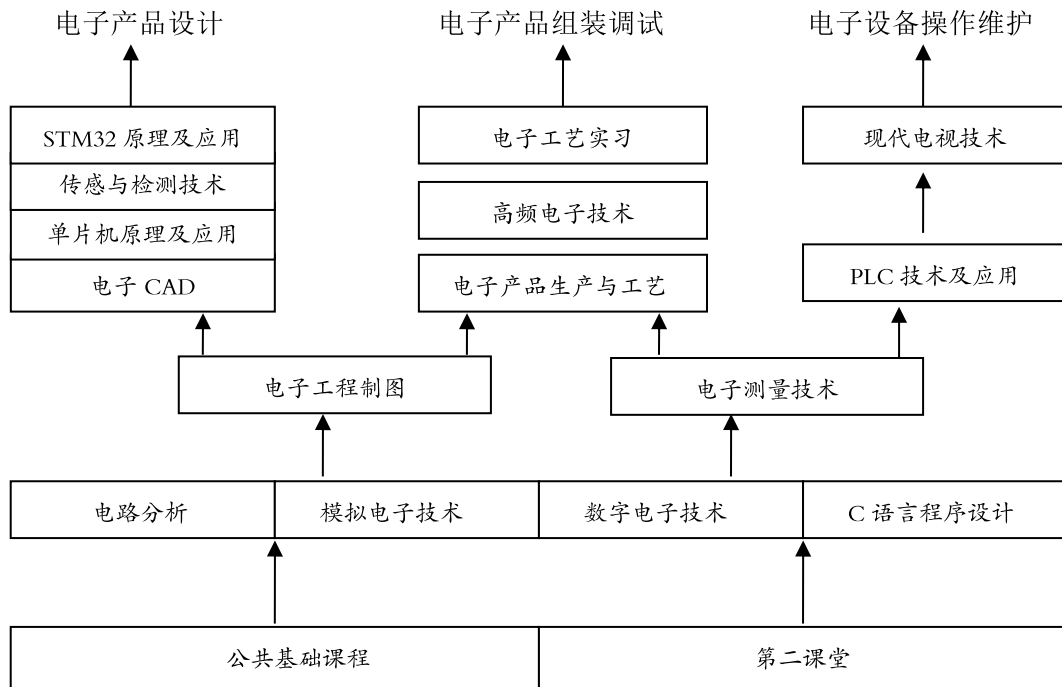 电子产品设计
电子产品组装调试
电子设备操作维护
STM32 原理及应用
电子工艺实习
现代电视技术
传感与检测技术
高频电子技术
单片机原理及应用
电子 CAD
电子产品生产与工艺
PLC 技术及应用
电子工程制图
电子测量技术
电路分析
模拟电子技术
数字电子技术
C 语言程序设计
公共基础课程
第二课堂